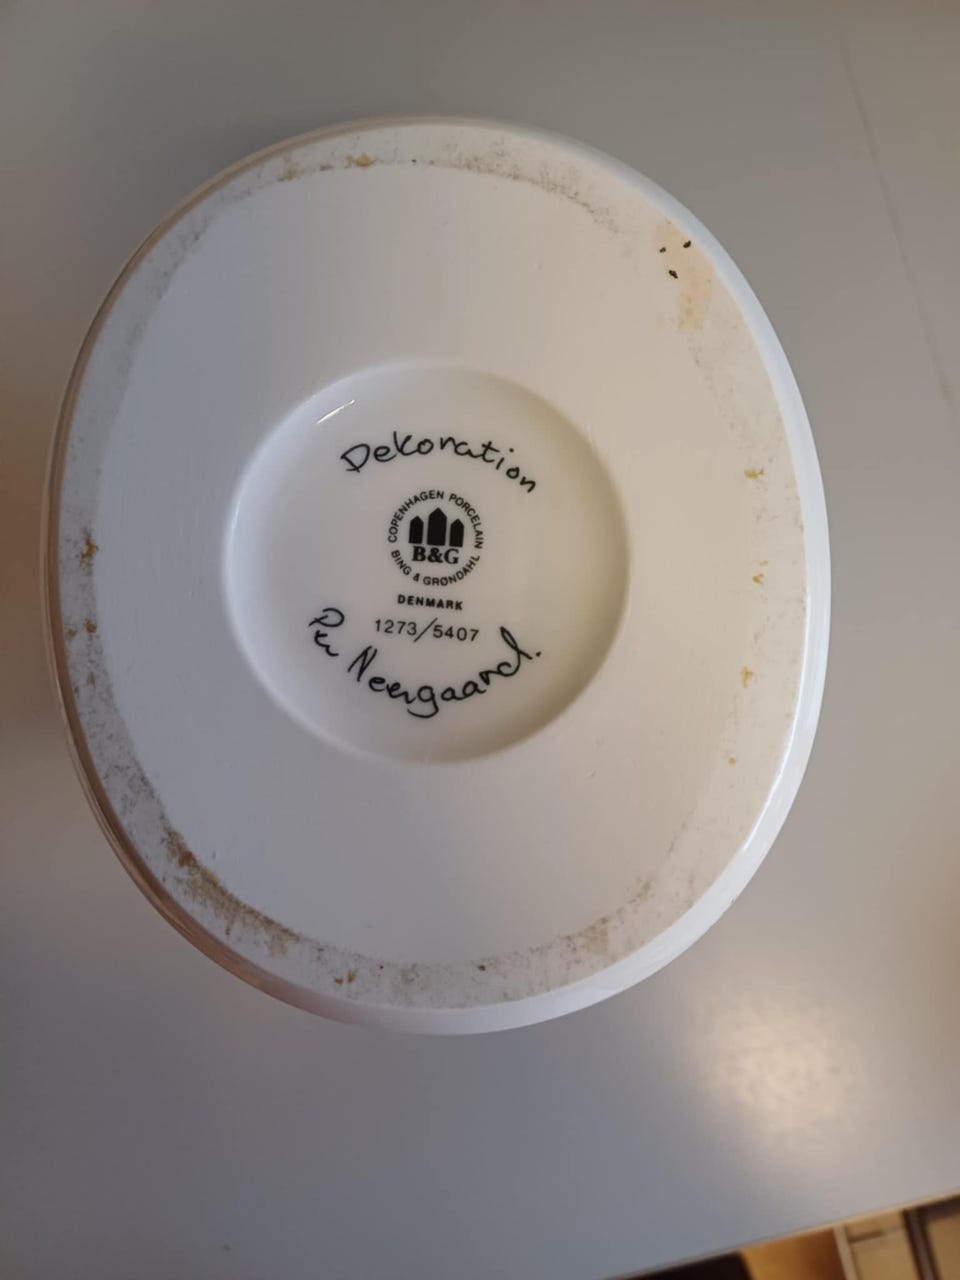 Dekoration
COPENHAGEN PORCELAIN
B&G
BING & GRØNDAHL
DENMARK
1273/5407
Per Neergaard.